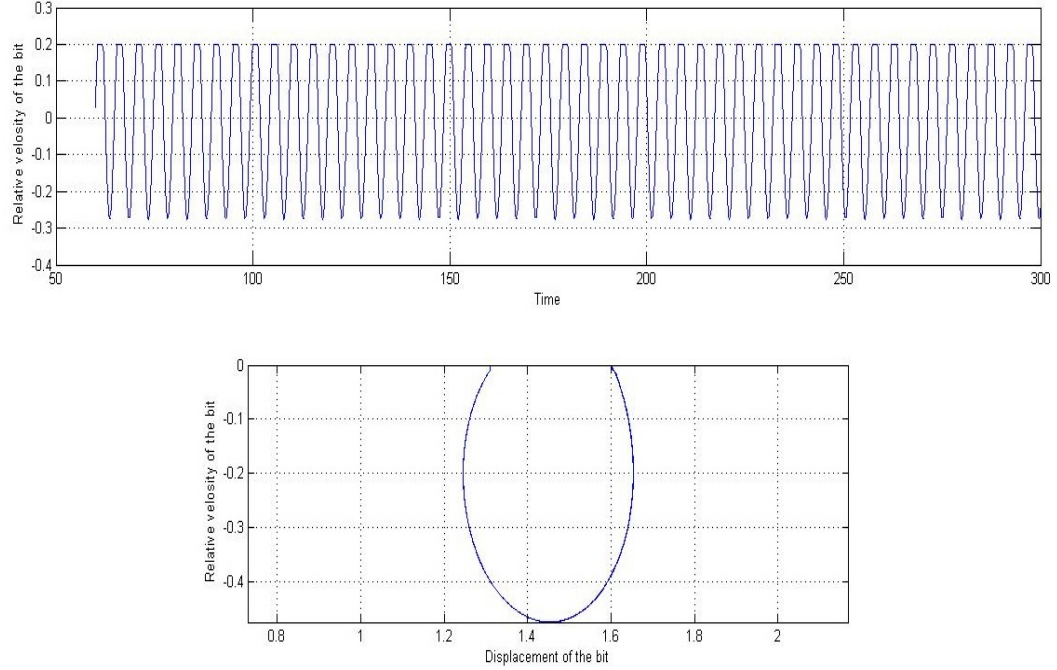 0.3
0.2
0.1
0
-0.1
-0.2
-0.3
-0.4
Relative velosity of the bit
50 100 150 200 250 300
Time
0
-0.1
-0.2
-0.3
-0.4
Relative velosity of the bit
0.8 1 1.2 1.4 1.6 1.8 2
Displacement of the bit